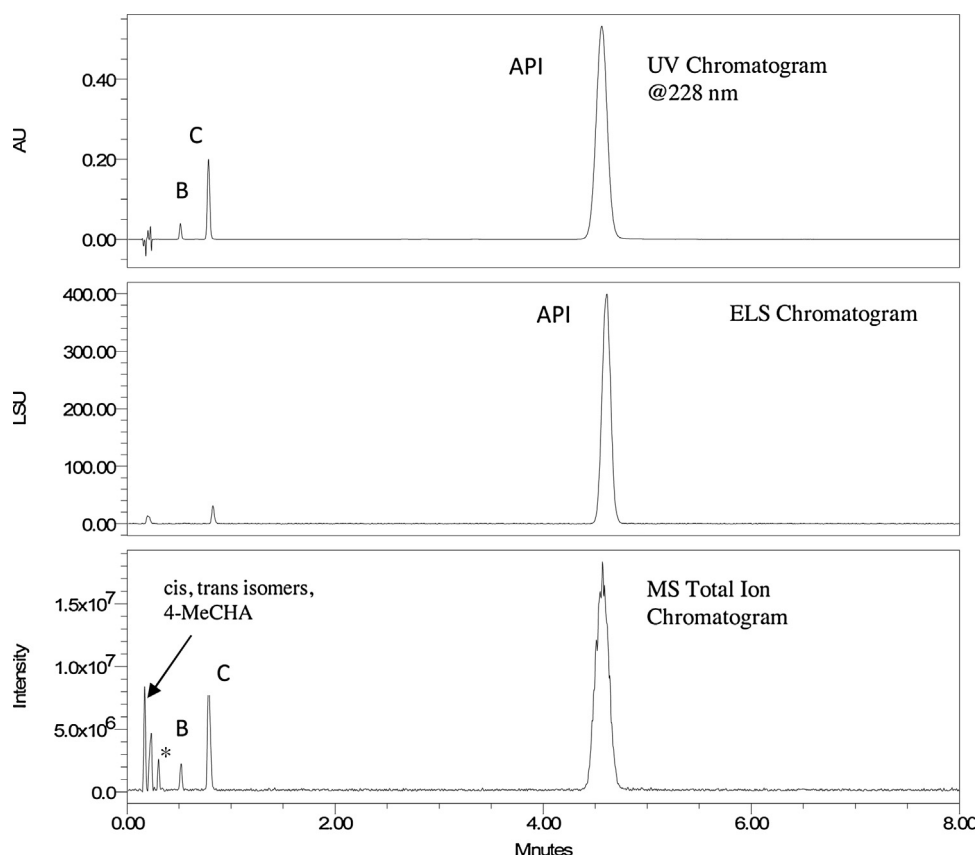 AU
0.40
0.20
0.00
API
UV Chromatogram
@228 nm
C
B
LSU
400.00
300.00
200.00
100.00
0.00
API
ELS Chromatogram
Intensity
1.5x10⁷
1.0x10⁷
5.0x10⁶
0.0
cis, trans isomers,
4-MeCHA
C
B
*
MS Total Ion
Chromatogram
0.00 2.00 4.00 6.00 8.00
Mnutes